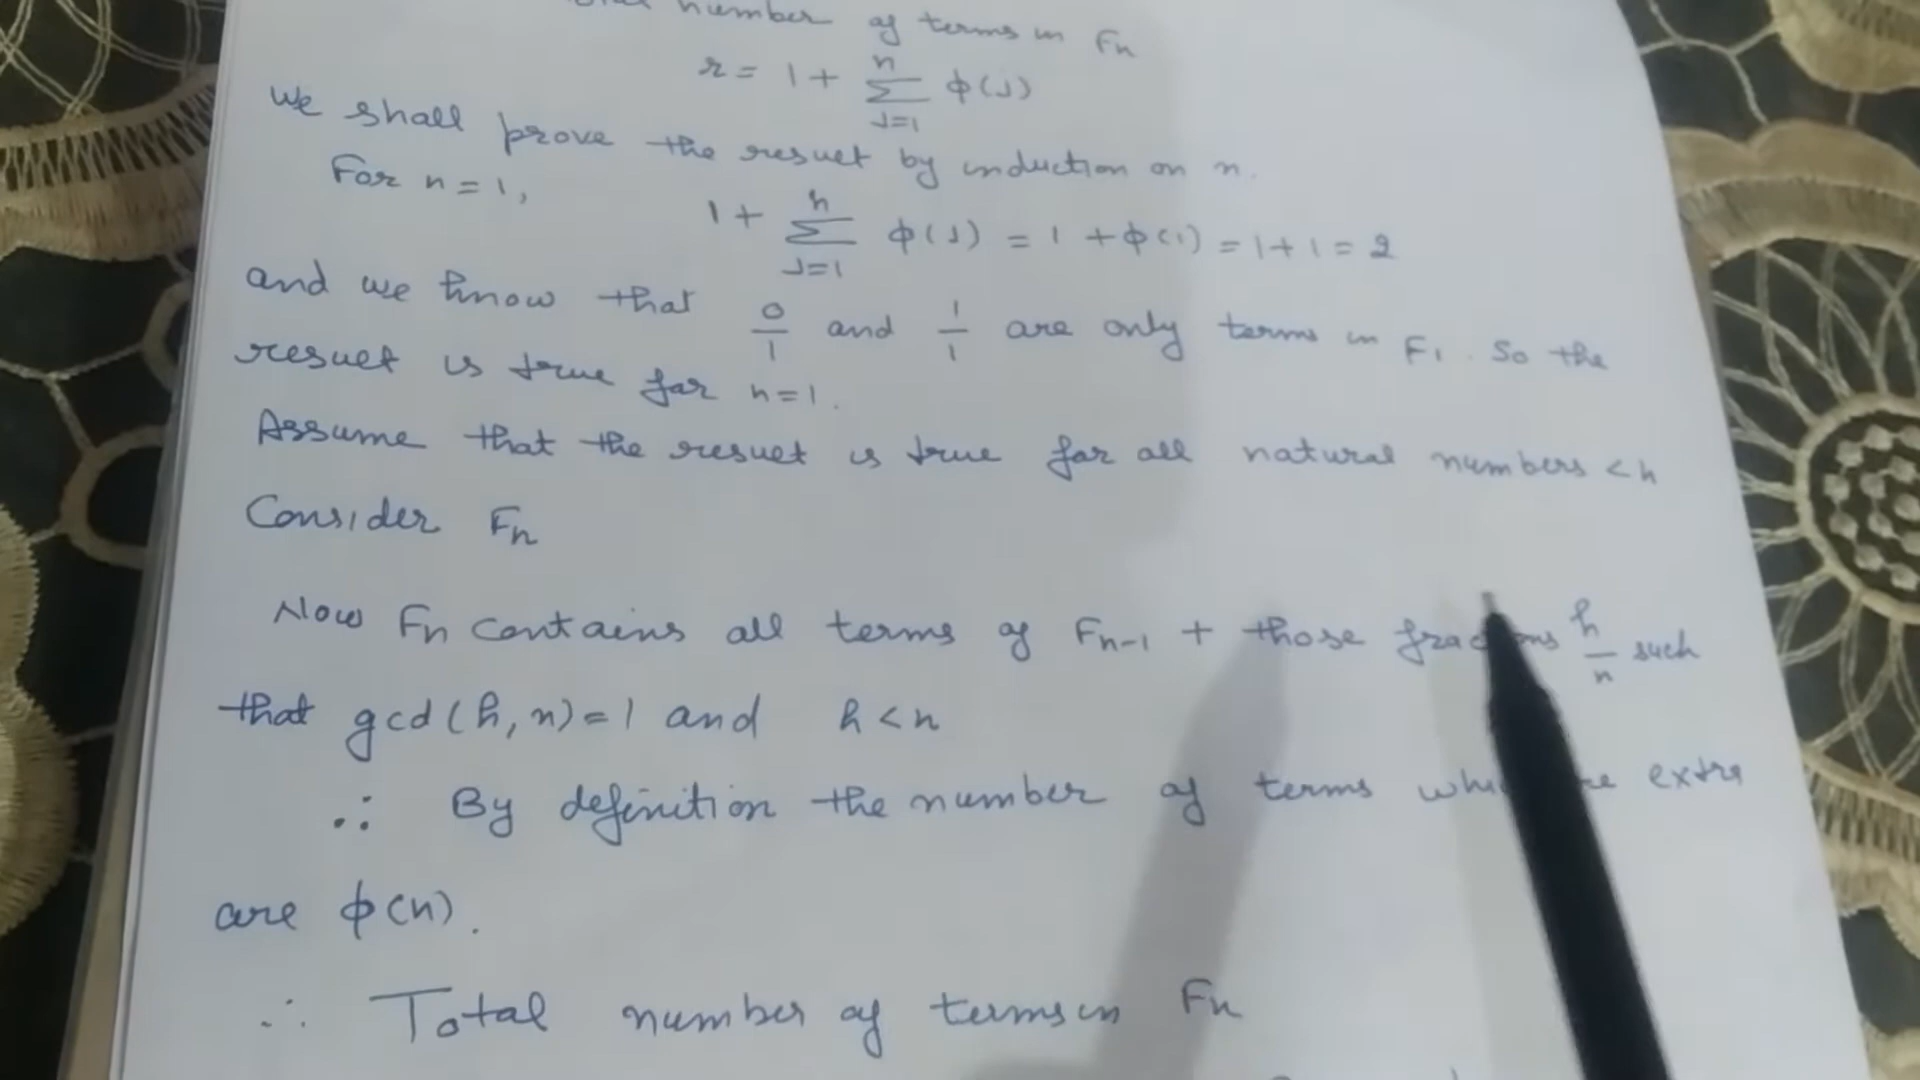 number of terms in Fn
r = 1 + n Σ J=1 φ(J)
We shall prove the result by induction on n.
For n = 1,
1 + n Σ J=1 φ(J) = 1 + φ(1) = 1 + 1 = 2
and we know that 0/1 and 1/1 are only terms in F1. So the
result is true for n=1.
Assume that the result is true for all natural numbers < n
Consider Fn
Now Fn contains all terms of Fn-1 + those fractions h/n such
that gcd(h, n) = 1 and h < n
∴ By definition the number of terms extra
are φ(n).
∴ Total number of terms in Fn